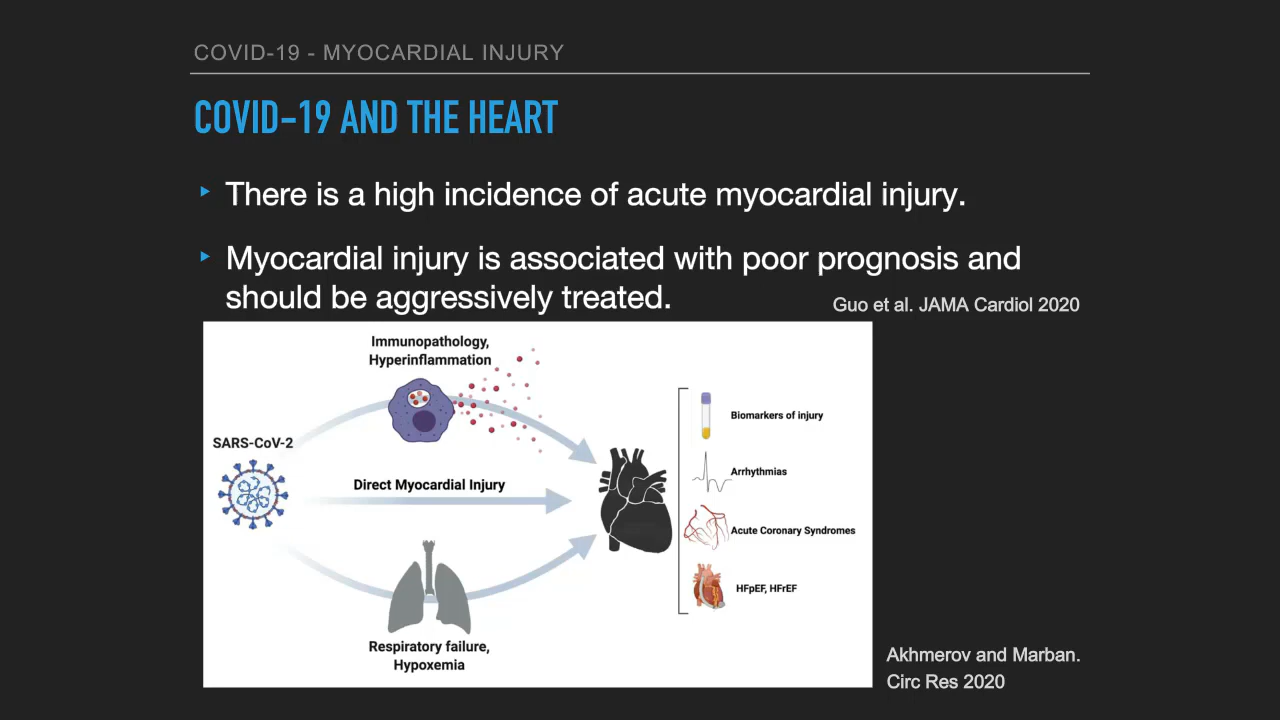 COVID-19 - MYOCARDIAL INJURY
COVID-19 AND THE HEART
There is a high incidence of acute myocardial injury.
Myocardial injury is associated with poor prognosis and
should be aggressively treated.
Guo et al. JAMA Cardiol 2020
Immunopathology,
Hyperinflammation
SARS-CoV-2
Direct Myocardial Injury
Respiratory failure,
Hypoxemia
Biomarkers of injury
Arrhythmias
Acute Coronary Syndromes
HFpEF, HFrEF
Akhmerov and Marban.
Circ Res 2020